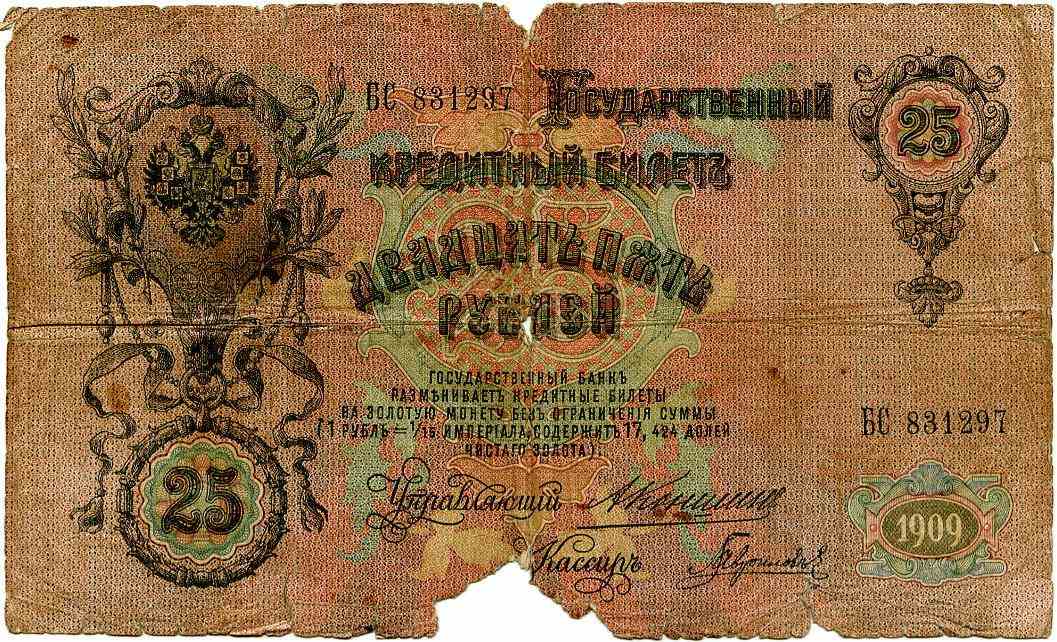 БС 831297 Государственный
25
кредитный билетъ
двадцать пять
рублей
Государственный Банкъ
размѣниваетъ кредитные билеты
на золотую монету безъ ограниченія суммы
(1 рубль = 1/15 имперіала, содержитъ 17, 424 долей
чистаго золота).
БС 831297
25
Управляющій
1909
Кассиръ